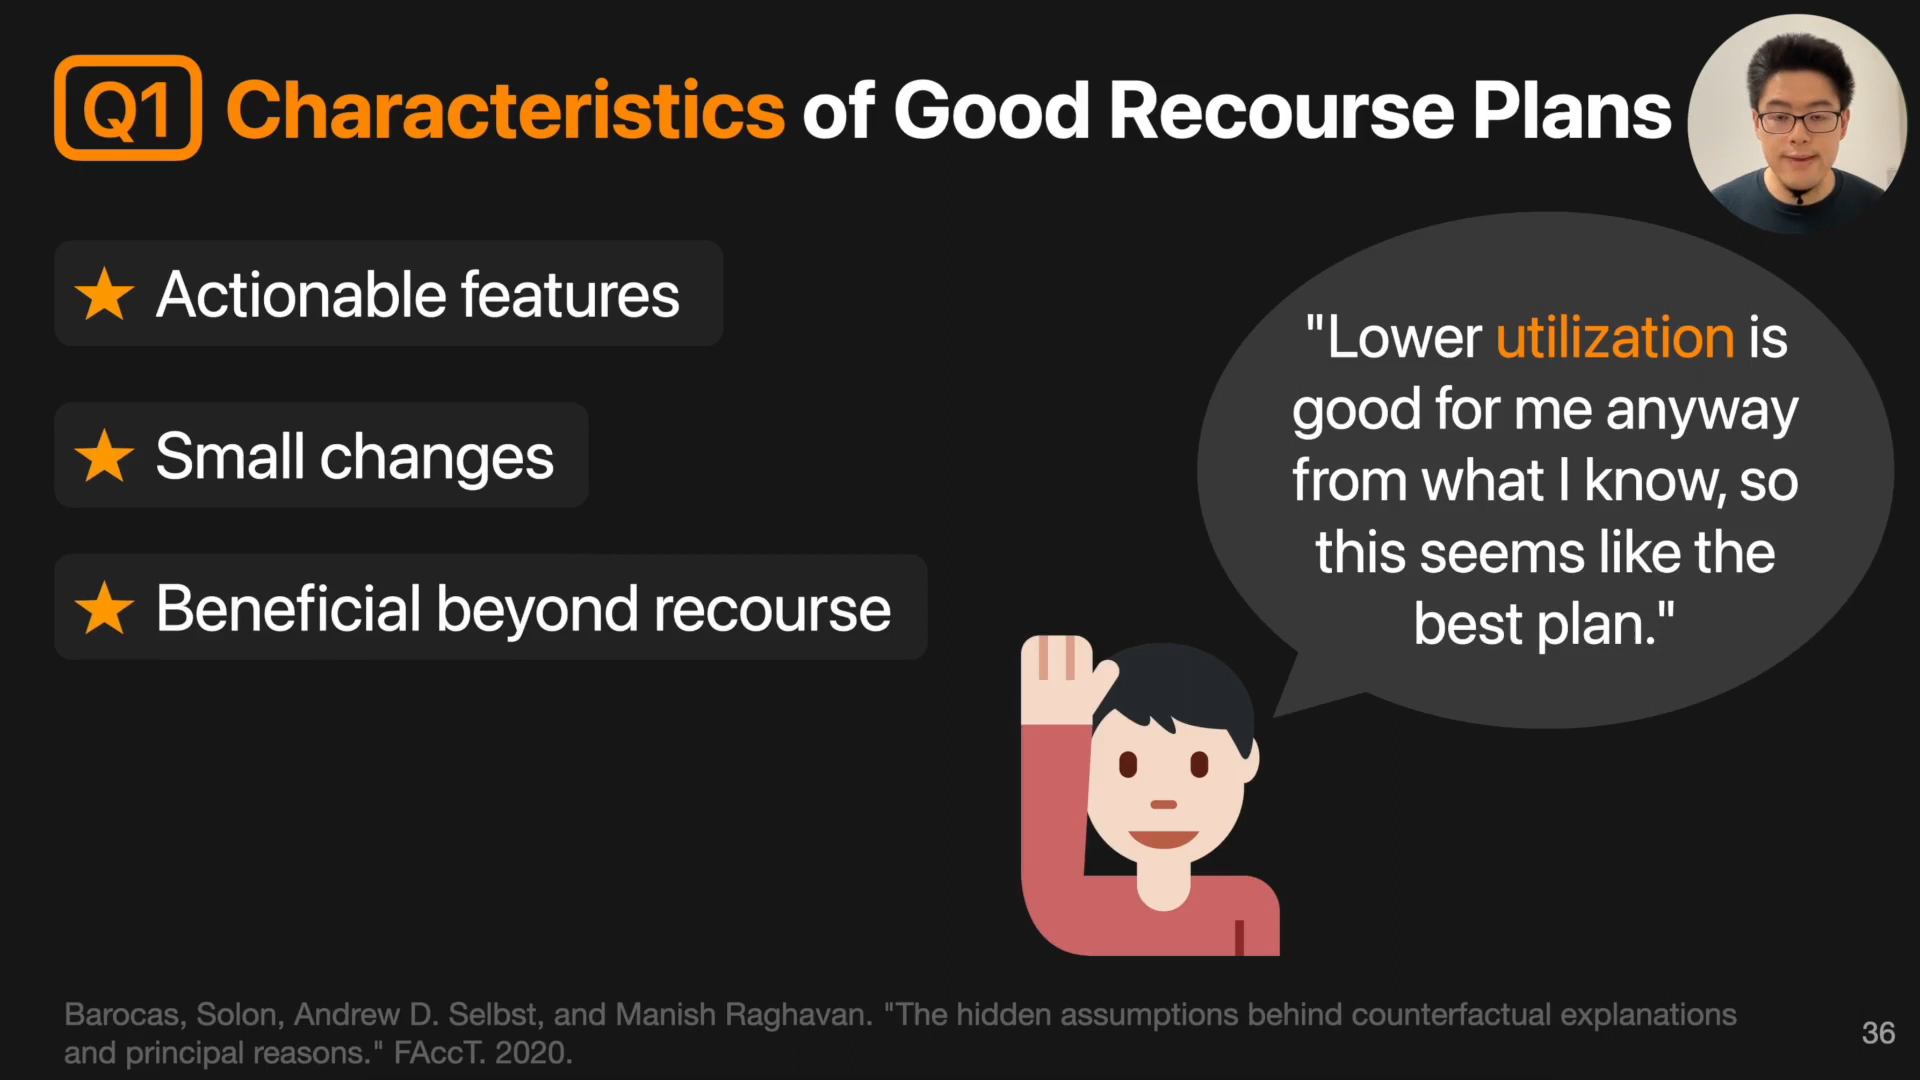 Q1 Characteristics of Good Recourse Plans
★ Actionable features
★ Small changes
★ Beneficial beyond recourse
"Lower utilization is
good for me anyway
from what I know, so
this seems like the
best plan."
Barocas, Solon, Andrew D. Selbst, and Manish Raghavan. "The hidden assumptions behind counterfactual explanations
and principal reasons." FAccT. 2020.
36